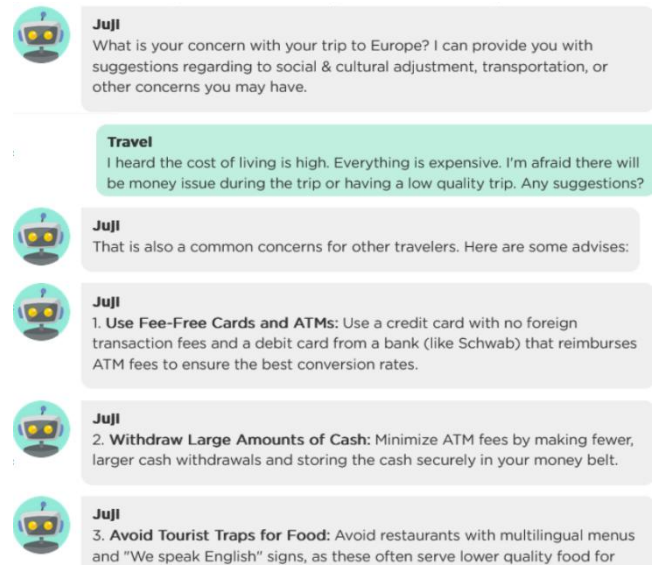 Juji
What is your concern with your trip to Europe? I can provide you with
suggestions regarding to social & cultural adjustment, transportation, or
other concerns you may have.
Travel
I heard the cost of living is high. Everything is expensive. I'm afraid there will
be money issue during the trip or having a low quality trip. Any suggestions?
Juji
That is also a common concerns for other travelers. Here are some advises:
Juji
1. Use Fee-Free Cards and ATMs: Use a credit card with no foreign
transaction fees and a debit card from a bank (like Schwab) that reimburses
ATM fees to ensure the best conversion rates.
Juji
2. Withdraw Large Amounts of Cash: Minimize ATM fees by making fewer,
larger cash withdrawals and storing the cash securely in your money belt.
Juji
3. Avoid Tourist Traps for Food: Avoid restaurants with multilingual menus
and "We speak English" signs, as these often serve lower quality food for